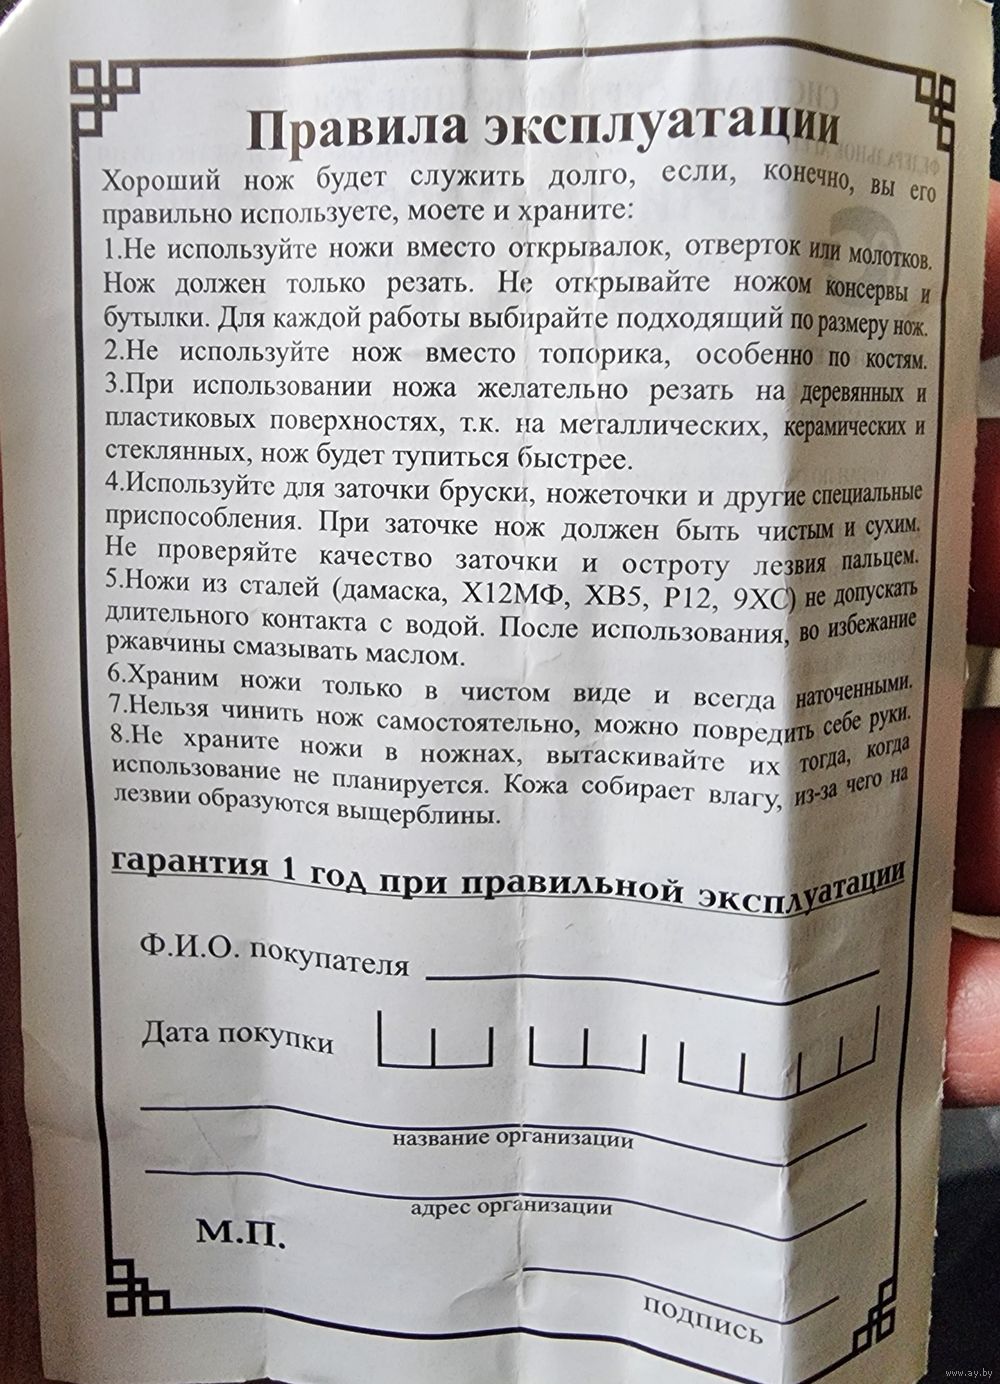 Правила эксплуатации
Хороший нож будет служить долго, если, конечно, вы его
правильно используете, моете и храните:
1.Не используйте ножи вместо открывалок, отверток или молотков.
Нож должен только резать. Не открывайте ножом консервы и
бутылки. Для каждой работы выбирайте подходящий по размеру нож.
2.Не используйте нож вместо топорика, особенно по костям.
3.При использовании ножа желательно резать на деревянных и
пластиковых поверхностях, т.к. на металлических, керамических и
стеклянных, нож будет тупиться быстрее.
4.Используйте для заточки бруски, ножеточки и другие специальные
приспособления. При заточке нож должен быть чистым и сухим.
Не проверяйте качество заточки и остроту лезвия пальцем.
5.Ножи из сталей (дамаска, Х12МФ, ХВ5, Р12, 9ХС) не допускать
длительного контакта с водой. После использования, во избежание
ржавчины смазывать маслом.
6.Храним ножи только в чистом виде и всегда наточенными.
7.Нельзя чинить нож самостоятельно, можно повредить себе руки.
8.Не храните ножи в ножнах, вытаскивайте их тогда, когда
использование не планируется. Кожа собирает влагу, из-за чего на
лезвии образуются выщерблины.
гарантия 1 год при правильной эксплуатации
Ф.И.О. покупателя
Дата покупки
название организации
адрес организации
М.П.
подпись
www.ay.by